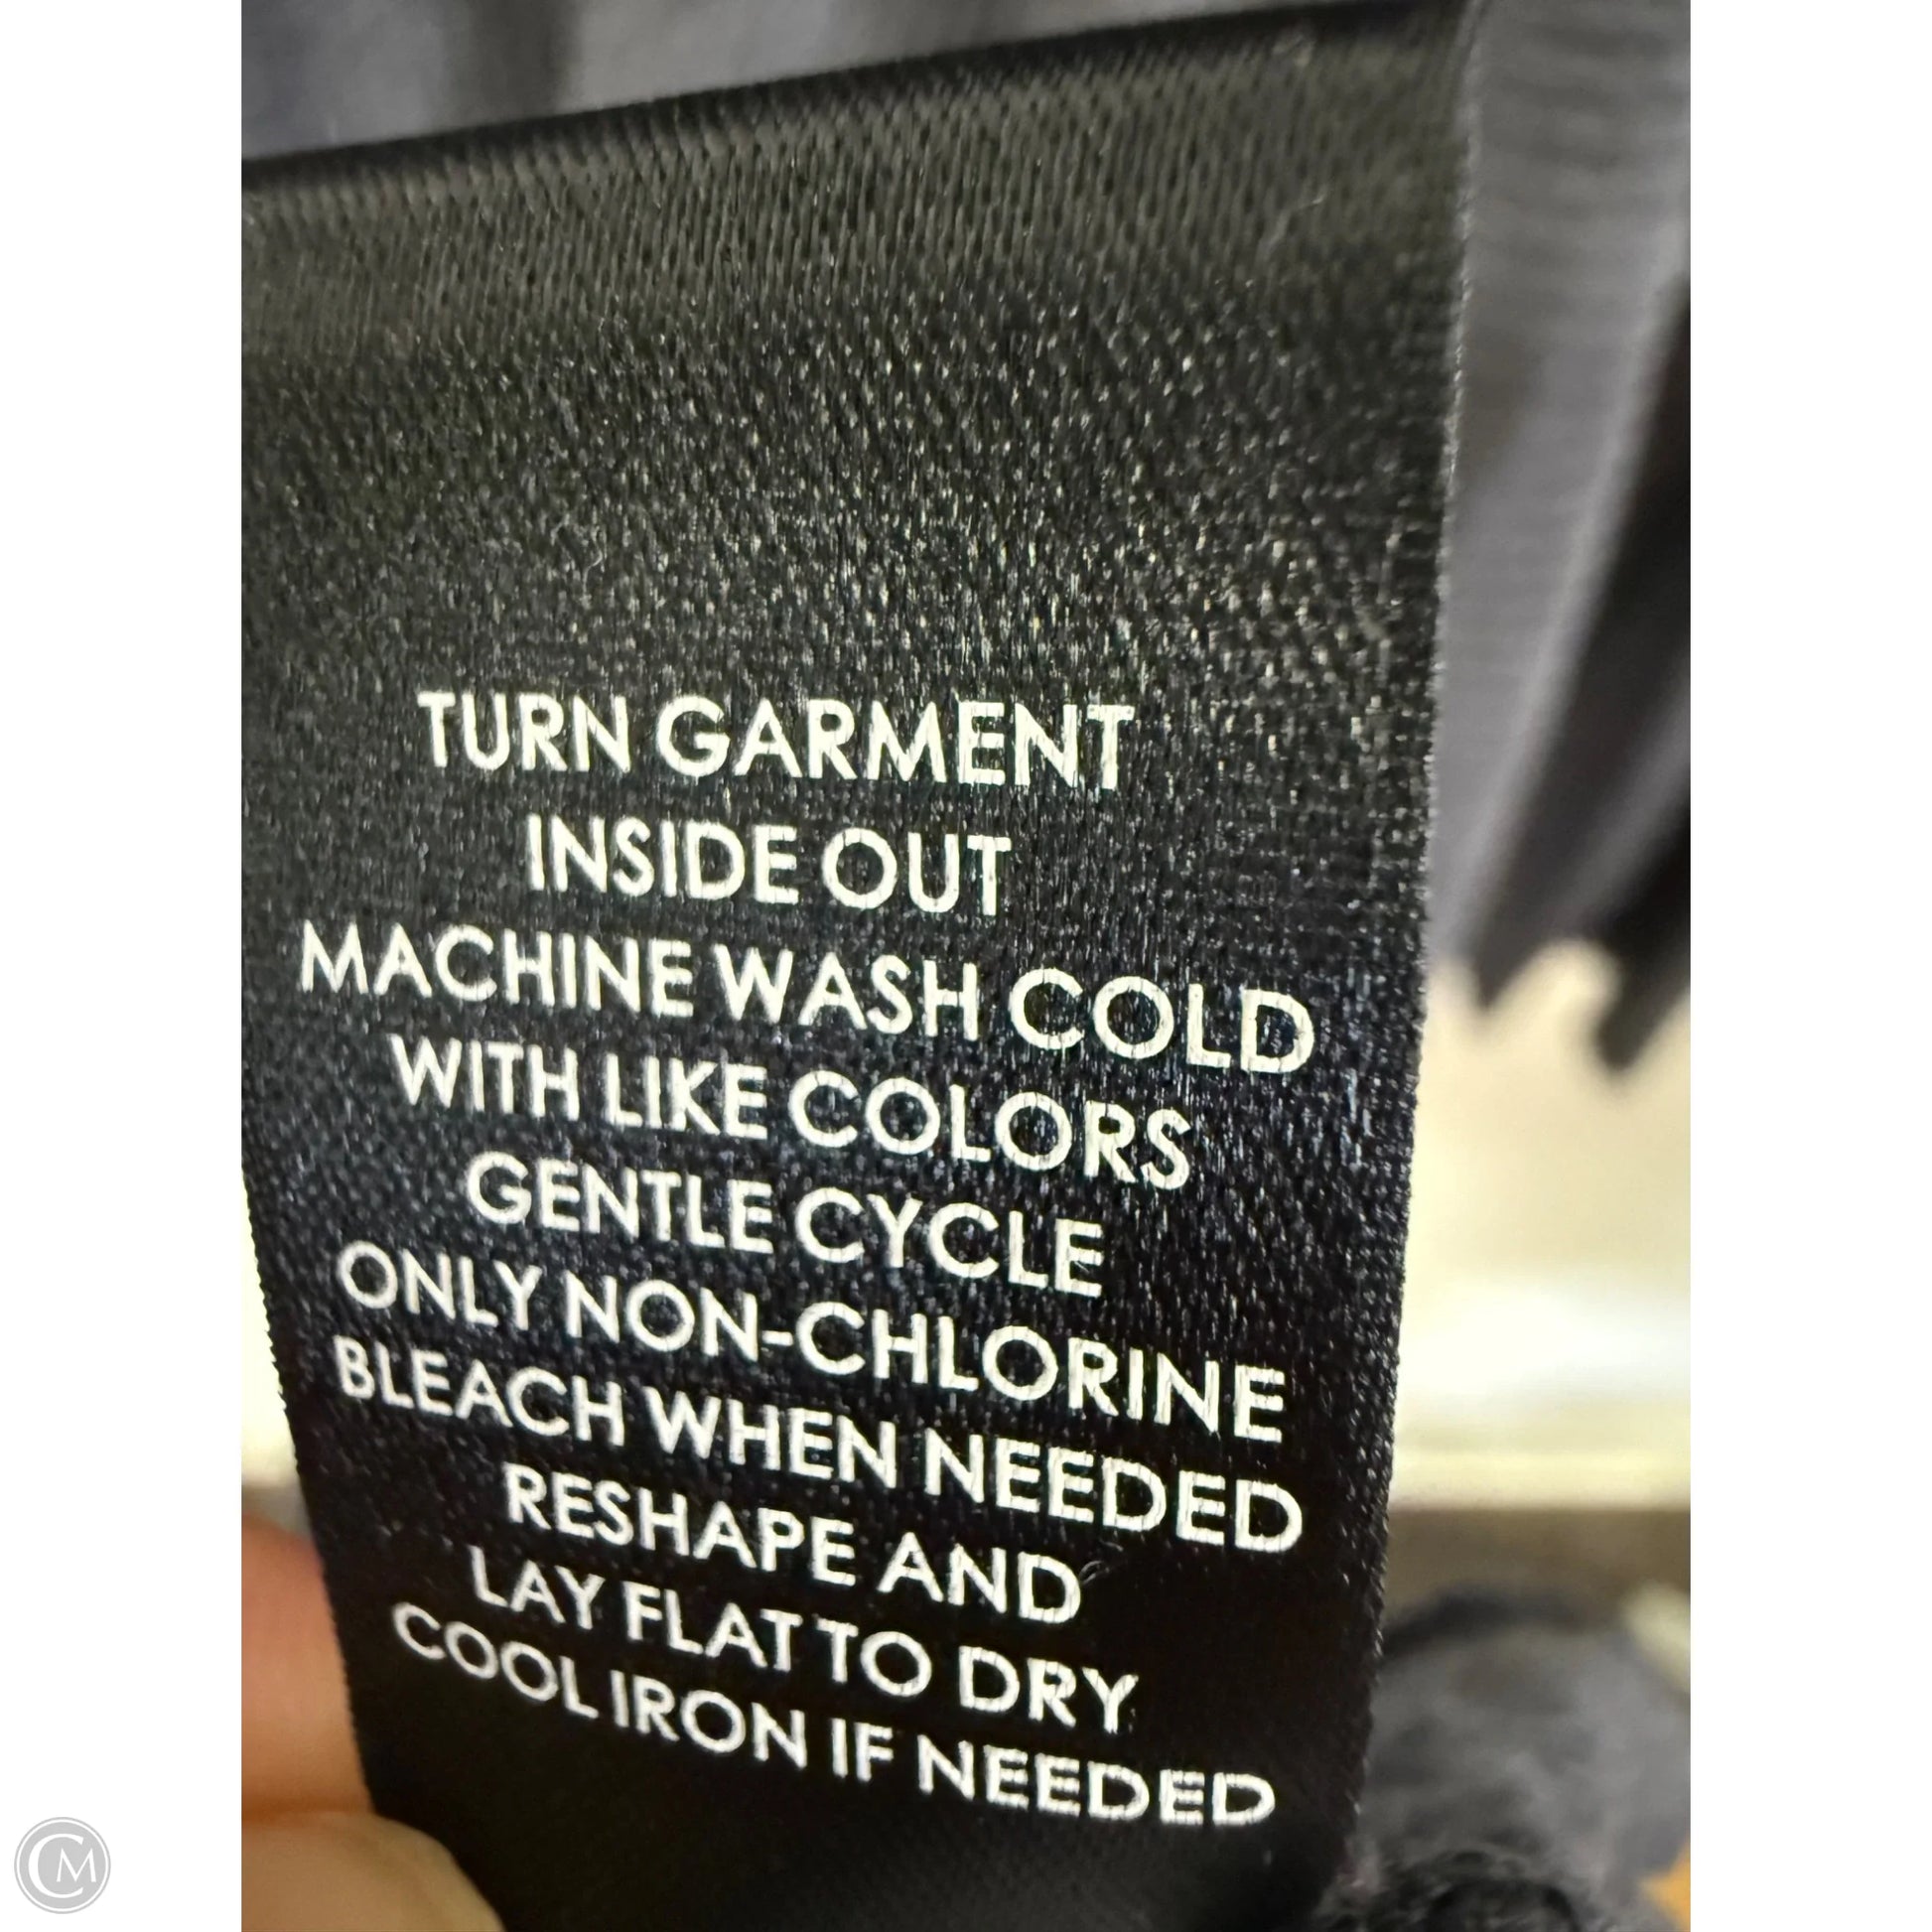 TURN GARMENT
INSIDE OUT
MACHINE WASH COLD
WITH LIKE COLORS
GENTLE CYCLE
ONLY NON-CHLORINE
BLEACH WHEN NEEDED
RESHAPE AND
LAY FLAT TO DRY
COOL IRON IF NEEDED
CM